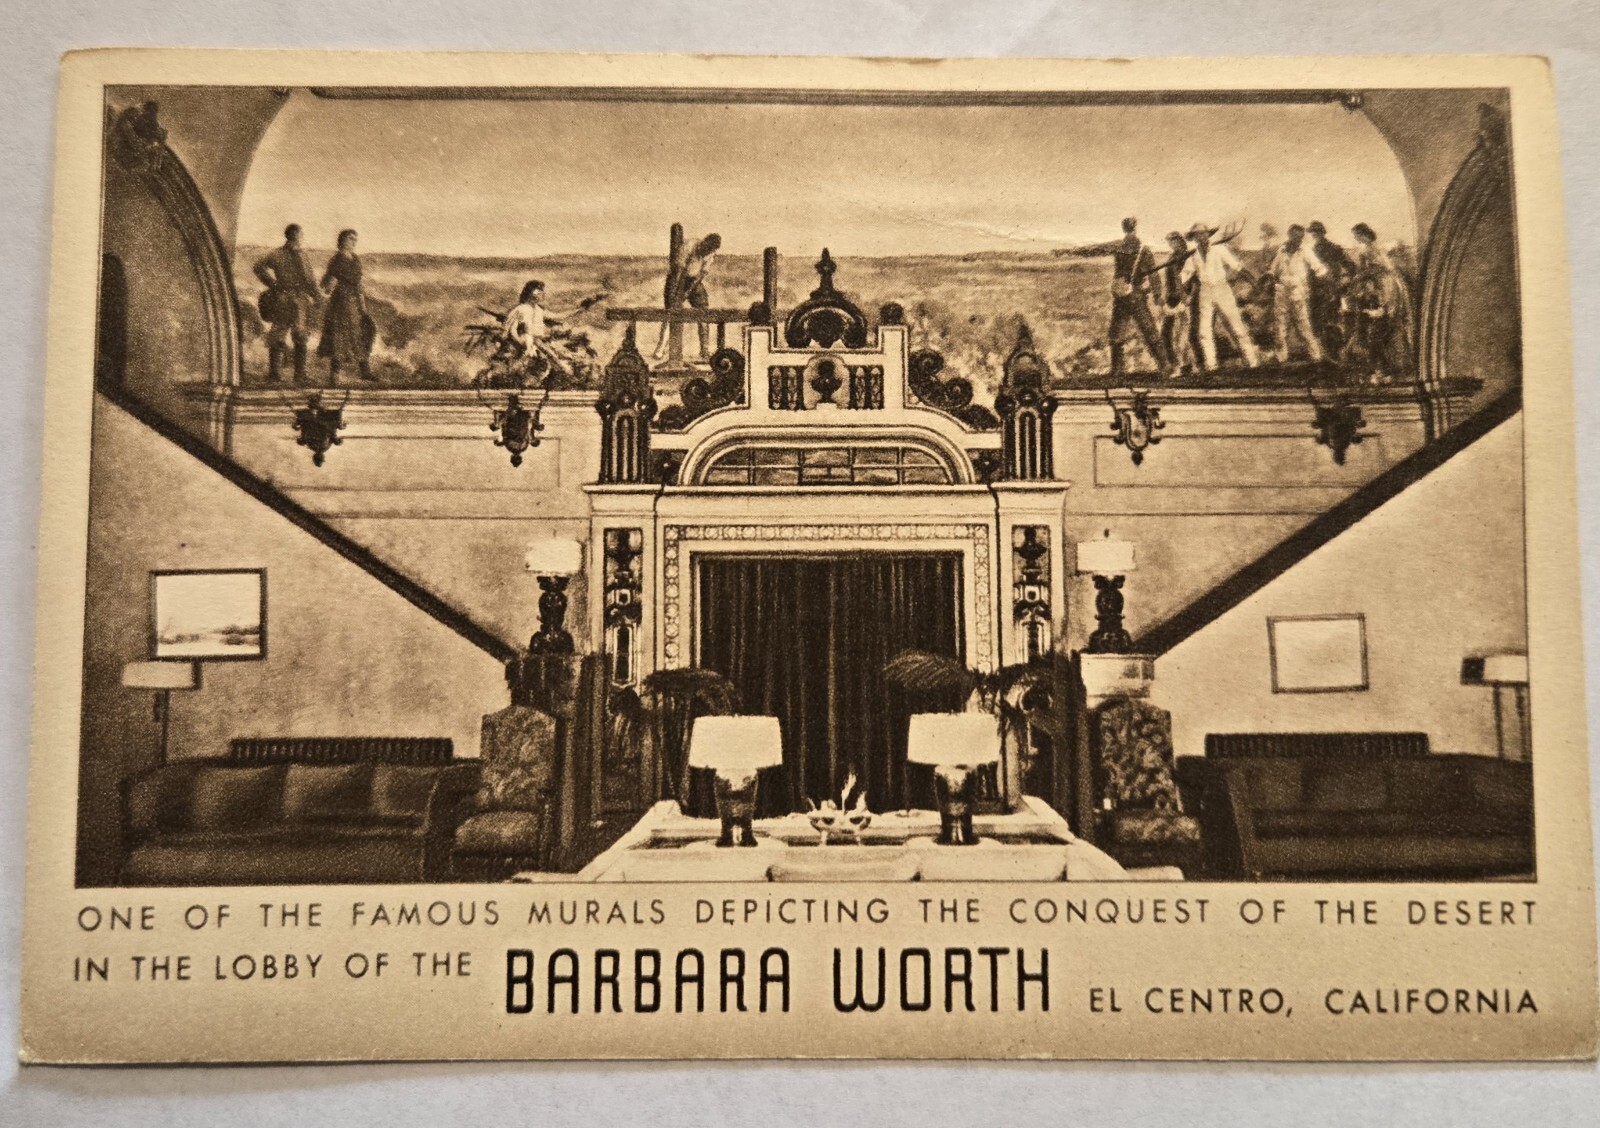 ONE OF THE FAMOUS MURALS DEPICTING THE CONQUEST OF THE DESERT
IN THE LOBBY OF THE BARBARA WORTH EL CENTRO, CALIFORNIA